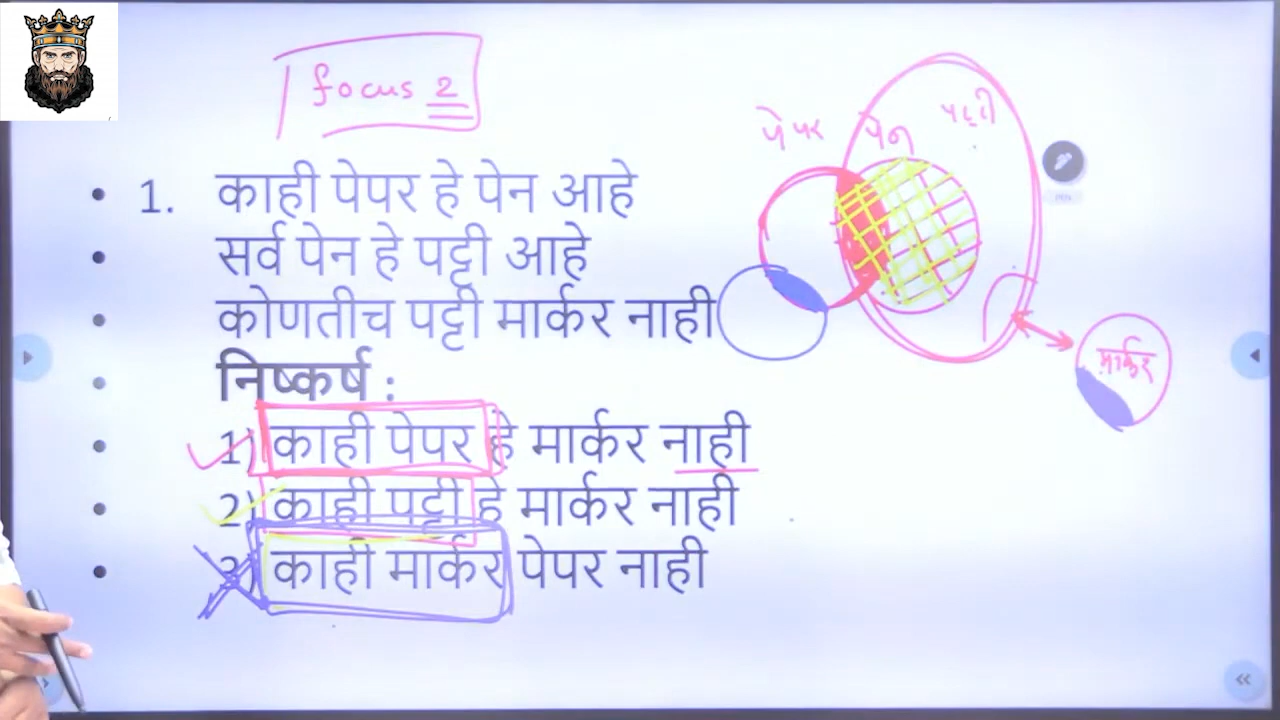 focus 2
पेपर पेन पट्टी
1. काही पेपर हे पेन आहे
सर्व पेन हे पट्टी आहे
कोणतीच पट्टी मार्कर नाही
मार्कर
निष्कर्ष :
1) काही पेपर हे मार्कर नाही
2) काही पट्टी हे मार्कर नाही
3) काही मार्कर पेपर नाही